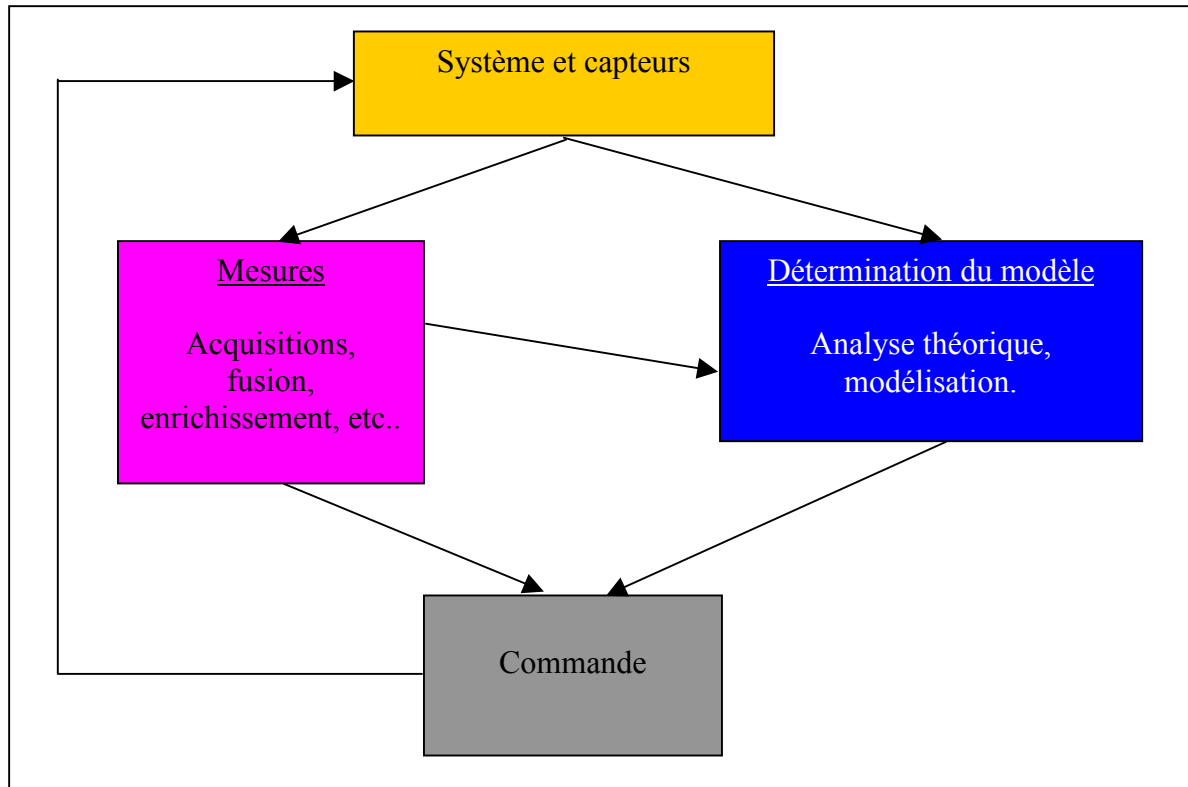 Système et capteurs
Mesures
Acquisitions,
fusion,
enrichissement, etc..
Détermination du modèle
Analyse théorique,
modélisation.
Commande